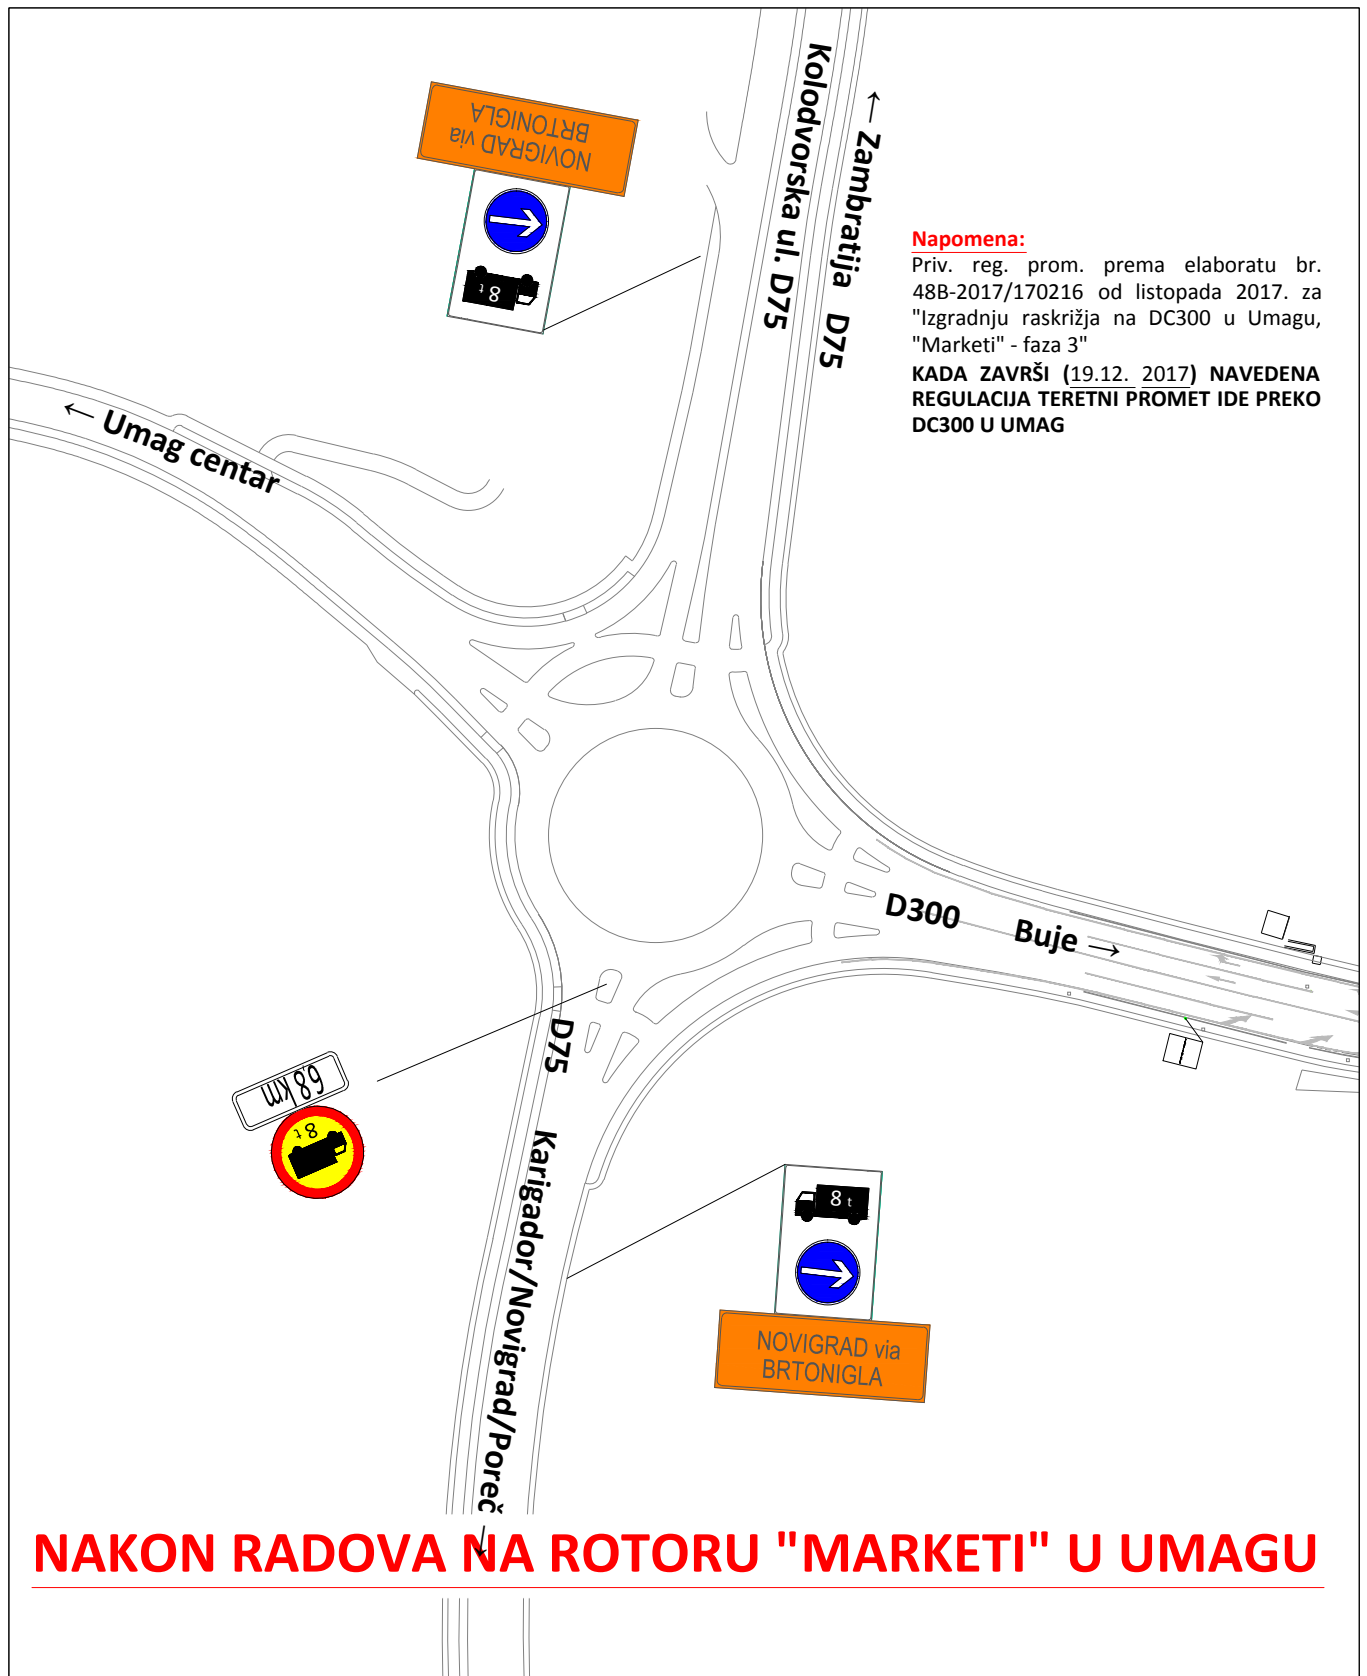 NOVIGRAD via
BRTONIGLA
8 t
Kolodvorska ul. D75
← Zambratija D75
Napomena:
Priv. reg. prom. prema elaboratu br.
48B-2017/170216 od listopada 2017. za
"Izgradnju raskrižja na DC300 u Umagu,
"Marketi" - faza 3"
KADA ZAVRŠI (19.12. 2017) NAVEDENA
REGULACIJA TERETNI PROMET IDE PREKO
DC300 U UMAG
← Umag centar
D300 Buje →
D75
6,8 km
8 t
Karigador/Novigrad/Poreč →
8 t
NOVIGRAD via
BRTONIGLA
NAKON RADOVA NA ROTORU "MARKETI" U UMAGU